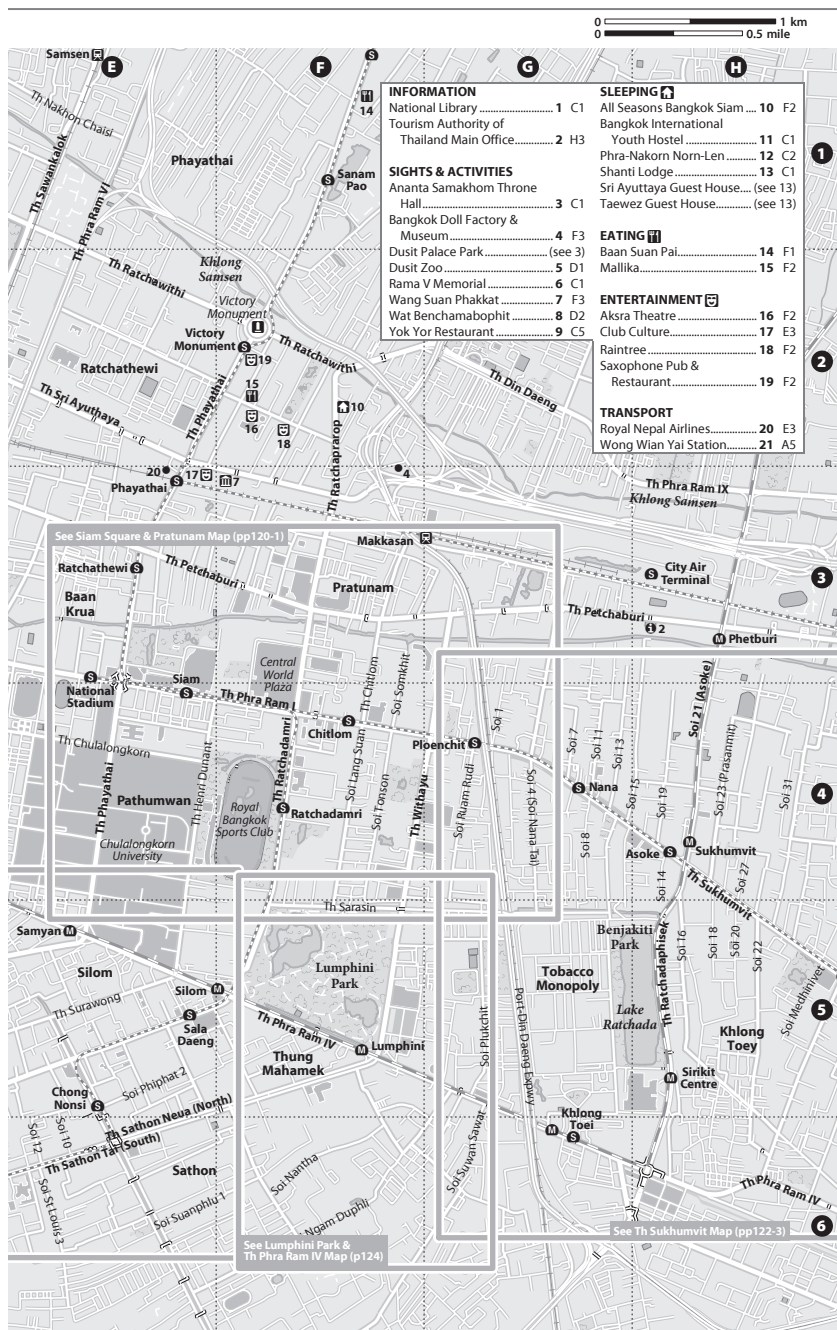 0 1 km
0 0.5 mile
E
F
G
H
INFORMATION
National Library 1 C1
Tourism Authority of
Thailand Main Office 2 H3
SIGHTS & ACTIVITIES
Ananta Samakhom Throne
Hall 3 C1
Bangkok Doll Factory &
Museum 4 F3
Dusit Palace Park (see 3)
Dusit Zoo 5 D1
Rama V Memorial 6 C1
Wang Suan Phakkat 7 F3
Wat Benchamabophit 8 D2
Yok Yor Restaurant 9 C5
SLEEPING
All Seasons Bangkok Siam 10 F2
Bangkok International
Youth Hostel 11 C1
Phra-Nakorn Norn-Len 12 C2
Shanti Lodge 13 C1
Sri Ayuttaya Guest House (see 13)
Taewez Guest House (see 13)
EATING
Baan Suan Pai 14 F1
Mallika 15 F2
ENTERTAINMENT
Aksra Theatre 16 F2
Club Culture 17 E3
Raintree 18 F2
Saxophone Pub &
Restaurant 19 F2
TRANSPORT
Royal Nepal Airlines 20 E3
Wong Wian Yai Station 21 A5
1
2
3
4
5
6
Samsen
Th Nakhon Chaisi
Th Sawankalok
Th Phra Ram VI
Phayathai
S
14
S
Sanam
Pao
Th Ratchawithi
Khlong
Samsen
Victory
Monument
Victory
Monument
S
Th Ratchawithi
19
Ratchathewi
15
16
18
10
Th Phayathai
Th Sri Ayuthaya
Th Ratchaprarop
Th Din Daeng
20
17
7
4
Phayathai
S
Th Phra Ram IX
Khlong Samsen
See Siam Square & Pratunam Map (pp120-1)
Makkasan
Ratchathewi
S
Th Petchaburi
Pratunam
Baan
Krua
S
City Air
Terminal
Th Petchaburi
2
M
Phetburi
National
Stadium
S
Siam
S
Central
World
Plaza
Th Phra Ram I
Th Chitlom
Soi Somkhit
Chitlom
S
Ploenchit
S
Soi 1
Soi 21 (Asoke)
Th Chulalongkorn
Th Phayathai
Pathumwan
Th Henri Dunant
Chulalongkorn
University
Royal
Bangkok
Sports Club
Th Ratchadamri
S
Ratchadamri
Soi Lang Suan
Soi Tonson
Th Withayu
Soi Ruam Rudi
Soi 4 (Soi Nana Tai)
Soi 7
Soi 11
Soi 13
Nana
S
Soi 15
Soi 19
Soi 23 (Prasanmit)
Soi 31
Soi 8
Asoke
S
M
Sukhumvit
Soi 14
Th Sukhumvit
Soi 27
Th Sarasin
Samyan
M
Silom
Lumphini
Park
Benjakiti
Park
Tobacco
Monopoly
Lake
Ratchada
Th Ratchadaphisek
Soi 16
Soi 18
Soi 20
Soi 22
Soi Medhinivet
Silom
M
Th Surawong
S
Sala
Daeng
Th Phra Ram IV
Lumphini
M
Thung
Mahamek
Soi Plukchit
Port-Din Daeng Expwy
Khlong
Toey
M
Sirikit
Centre
Soi Phiphat 2
Chong
Nonsi
S
Th Sathon Neua (North)
Th Sathon Tai (South)
Soi 12
Soi 10
Sathon
Soi St Louis 3
Soi Suanphlu 1
Soi Nantha
Soi Ngam Duphli
Soi Suwan Sawat
Khlong
Toei
M
S
Th Phra Ram IV
See Lumphini Park &
Th Phra Ram IV Map (p124)
See Th Sukhumvit Map (pp122-3)